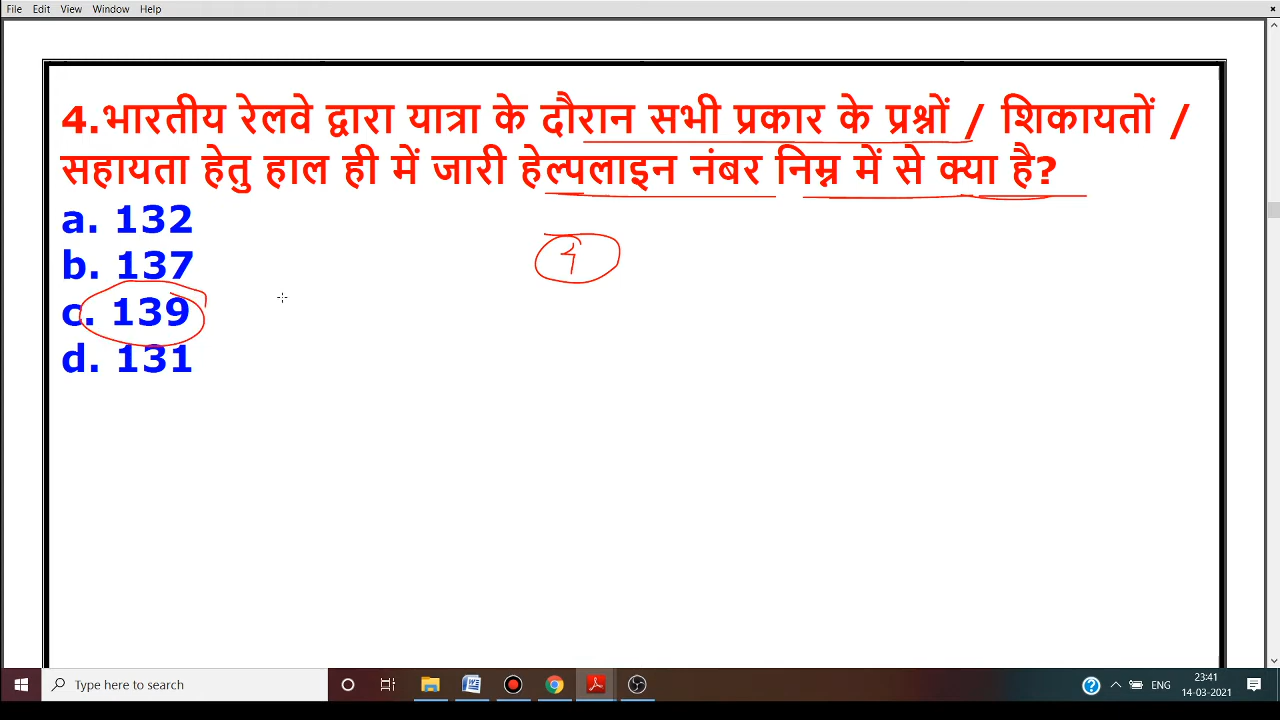 File Edit View Window Help
4.भारतीय रेलवे द्वारा यात्रा के दौरान सभी प्रकार के प्रश्नों / शिकायतों /
सहायता हेतु हाल ही में जारी हेल्पलाइन नंबर निम्न में से क्या है?
a. 132
b. 137
c. 139
d. 131
Type here to search
ENG
23:41
14-03-2021